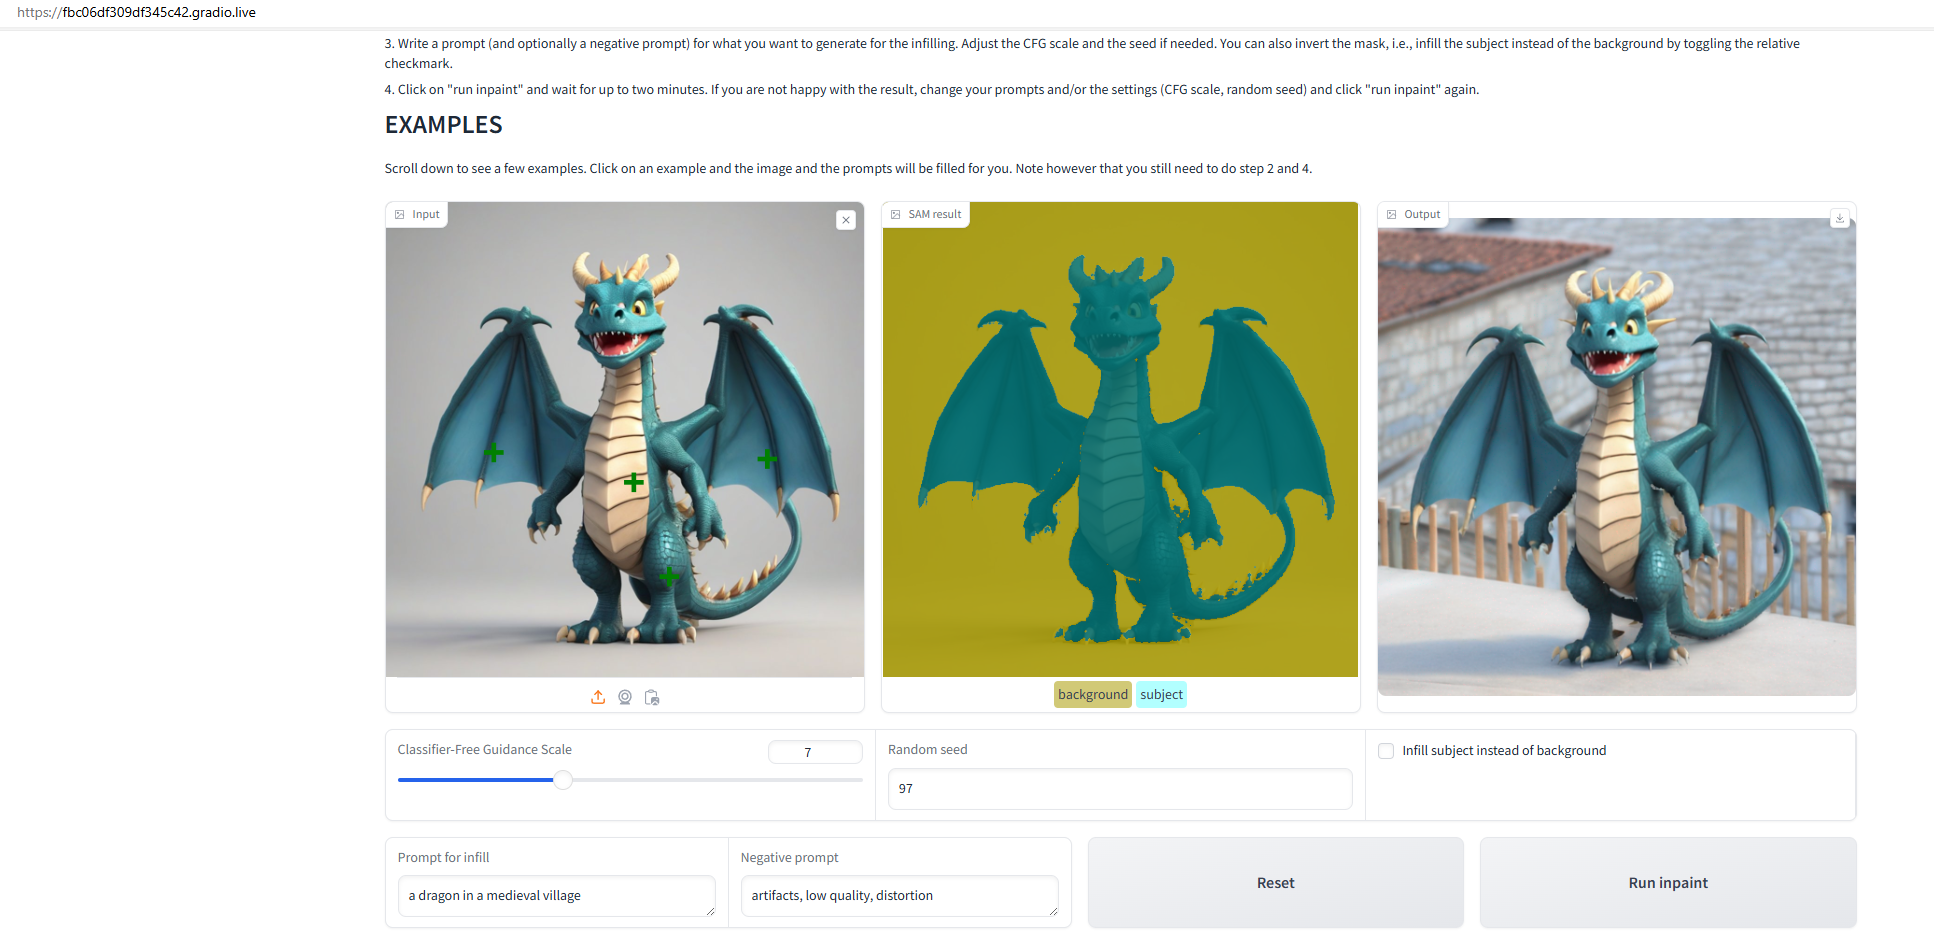 https://fbc06df309df345c42.gradio.live
3. Write a prompt (and optionally a negative prompt) for what you want to generate for the infilling. Adjust the CFG scale and the seed if needed. You can also invert the mask, i.e., infill the subject instead of the background by toggling the relative
checkmark.
4. Click on "run inpaint" and wait for up to two minutes. If you are not happy with the result, change your prompts and/or the settings (CFG scale, random seed) and click "run inpaint" again.
EXAMPLES
Scroll down to see a few examples. Click on an example and the image and the prompts will be filled for you. Note however that you still need to do step 2 and 4.
Input
SAM result
Output
background subject
Classifier-Free Guidance Scale
7
Random seed
97
Infill subject instead of background
Prompt for infill
a dragon in a medieval village
Negative prompt
artifacts, low quality, distortion
Reset
Run inpaint